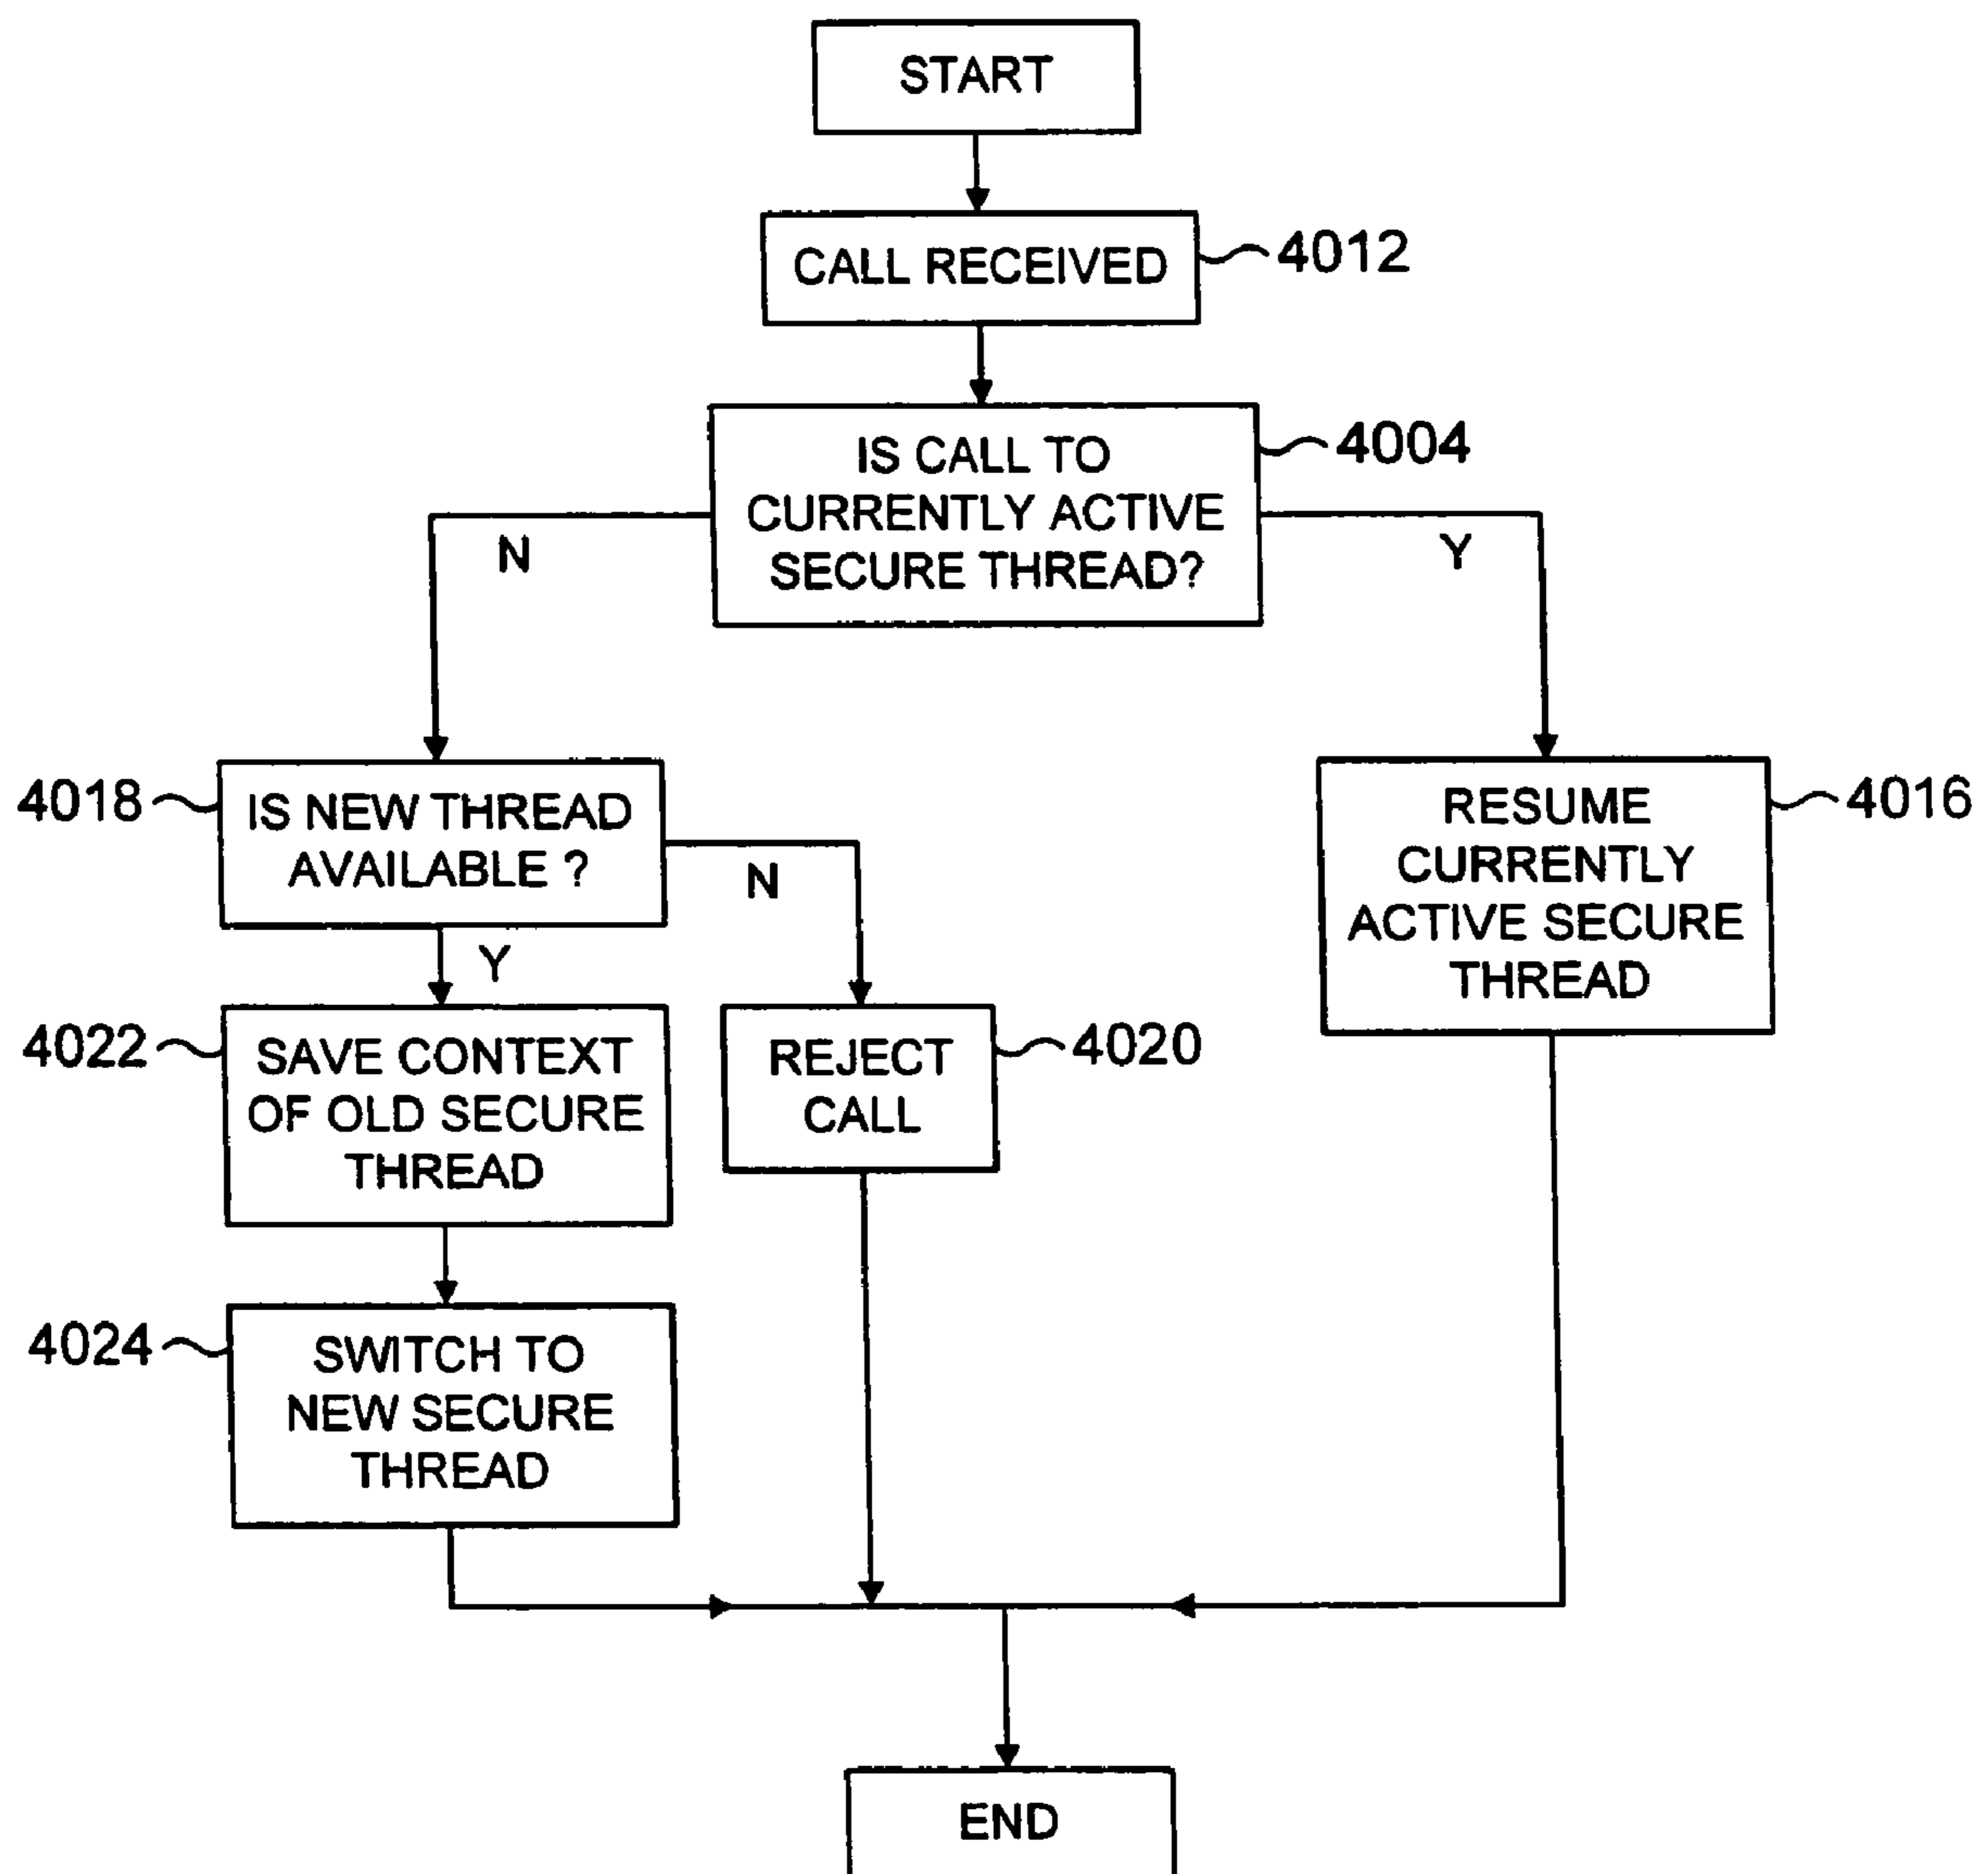 START
CALL RECEIVED
4012
IS CALL TO
CURRENTLY ACTIVE
SECURE THREAD?
4004
N
Y
4018
IS NEW THREAD
AVAILABLE ?
N
Y
RESUME
CURRENTLY
ACTIVE SECURE
THREAD
4016
4022
SAVE CONTEXT
OF OLD SECURE
THREAD
REJECT
CALL
4020
4024
SWITCH TO
NEW SECURE
THREAD
END